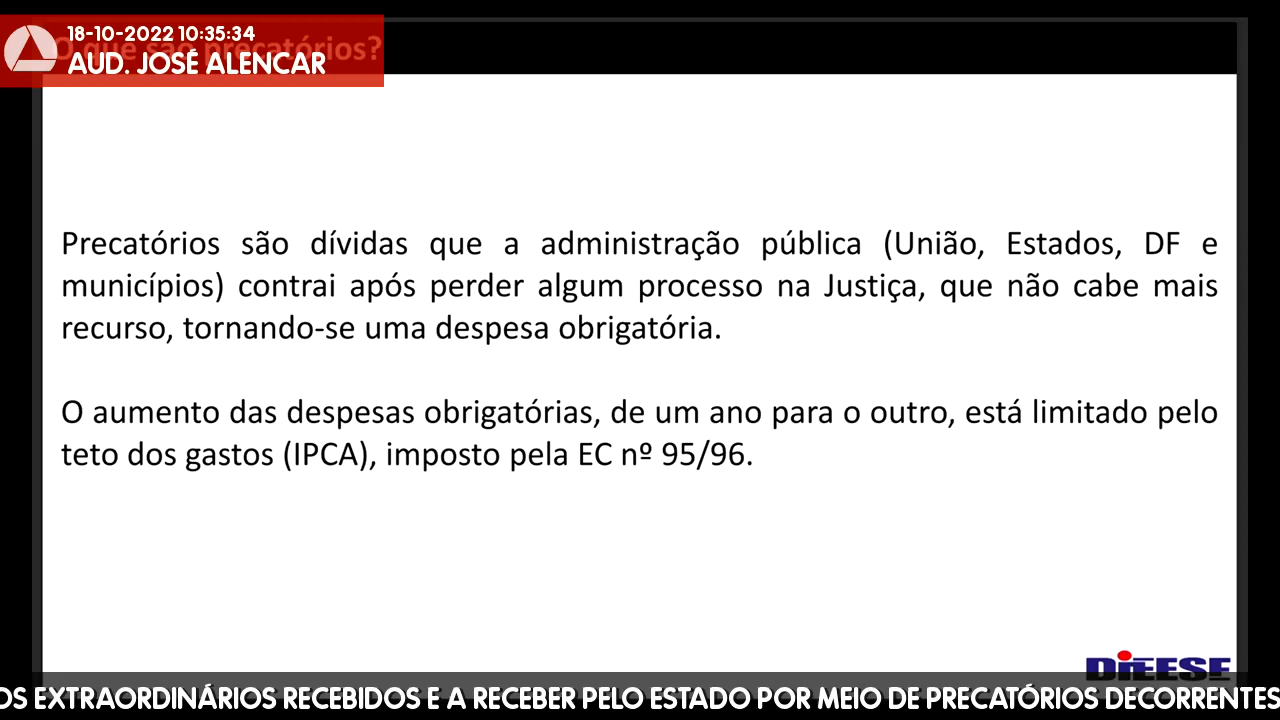 18-10-2022 10:35:34
O que são precatórios?
AUD. JOSÉ ALENCAR
Precatórios são dívidas que a administração pública (União, Estados, DF e
municípios) contrai após perder algum processo na Justiça, que não cabe mais
recurso, tornando-se uma despesa obrigatória.
O aumento das despesas obrigatórias, de um ano para o outro, está limitado pelo
teto dos gastos (IPCA), imposto pela EC nº 95/96.
DIEESE
OS EXTRAORDINÁRIOS RECEBIDOS E A RECEBER PELO ESTADO POR MEIO DE PRECATÓRIOS DECORRENTES